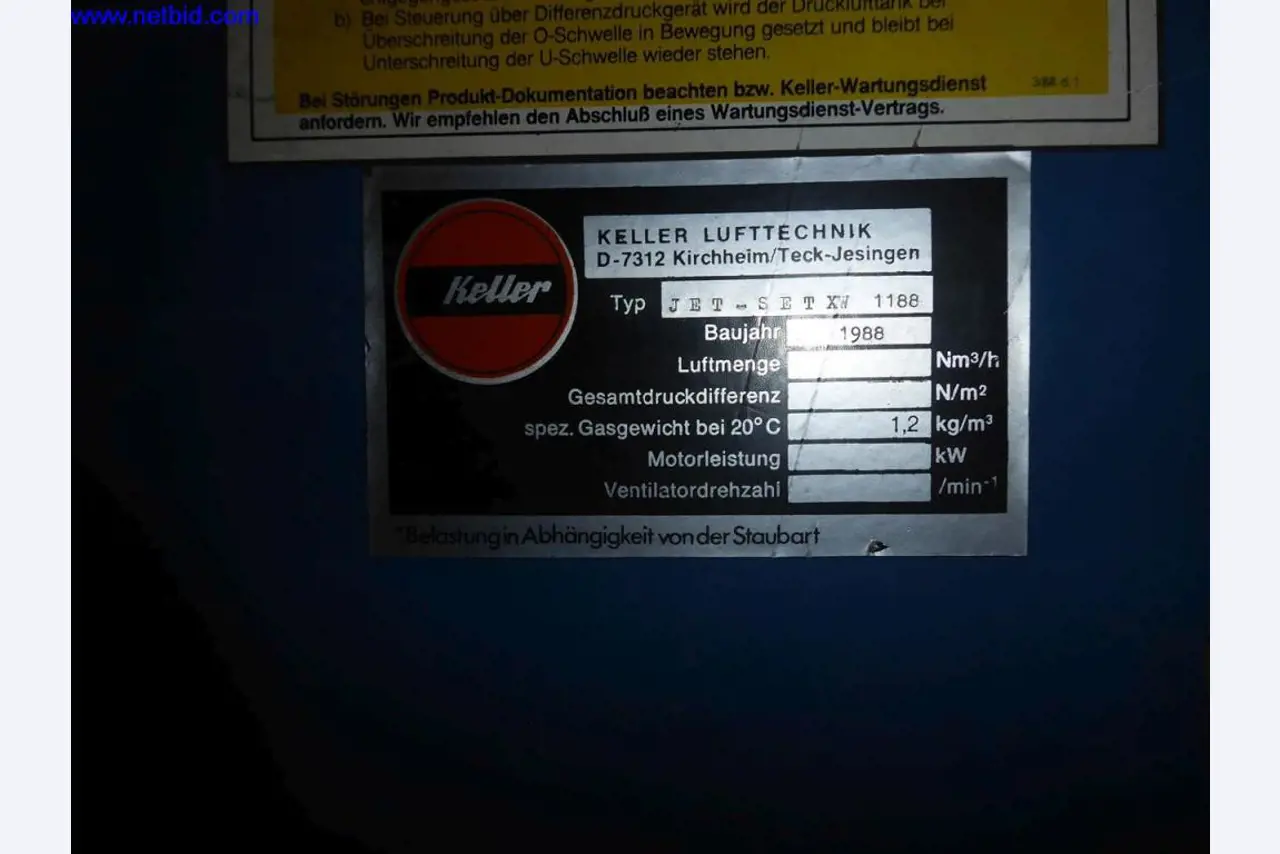 www.netbid.com
b) Bei Steuerung über Differenzdruckgerät wird der Drucklufttank bei
Überschreitung der O-Schwelle in Bewegung gesetzt und bleibt bei
Unterschreitung der U-Schwelle wieder stehen.
Bei Störungen Produkt-Dokumentation beachten bzw. Keller-Wartungsdienst
anfordern. Wir empfehlen den Abschluß eines Wartungsdienst-Vertrags.
Keller
KELLER LUFTTECHNIK
D-7312 Kirchheim/Teck-Jesingen
Typ JET-SET XW 1188
Baujahr 1988
Luftmenge Nm³/h
Gesamtdruckdifferenz N/m²
spez. Gasgewicht bei 20°C 1,2 kg/m³
Motorleistung kW
Ventilatordrehzahl /min⁻¹
Belastung in Abhängigkeit von der Staubart